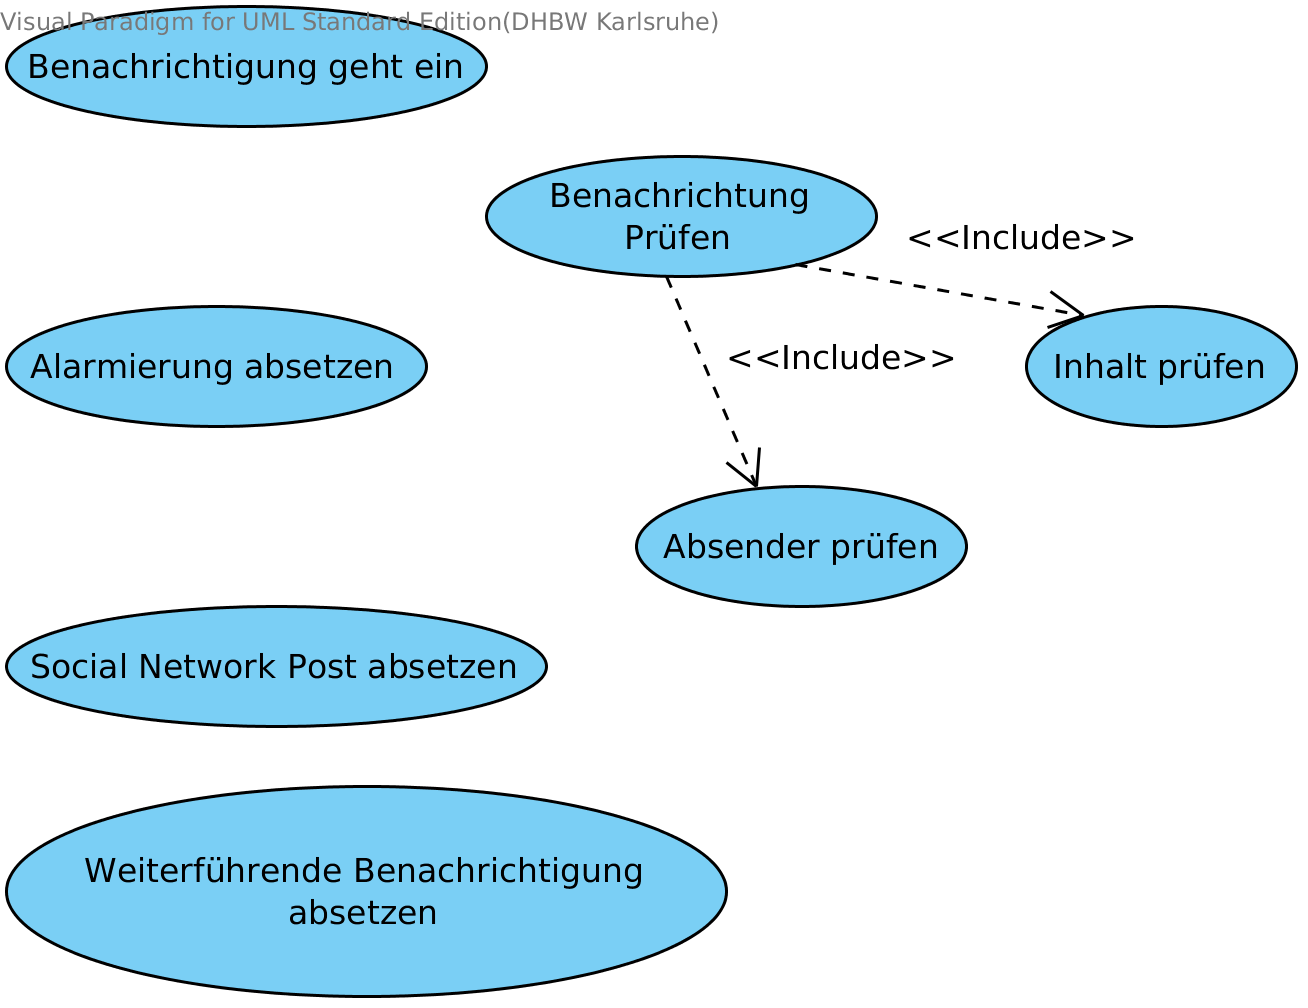 Visual Paradigm for UML Standard Edition(DHBW Karlsruhe)
Benachrichtigung geht ein
Benachrichtung
Prüfen
<<Include>>
<<Include>>
Alarmierung absetzen
Inhalt prüfen
Absender prüfen
Social Network Post absetzen
Weiterführende Benachrichtigung
absetzen